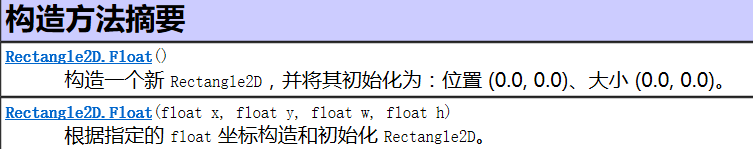 构造方法摘要
Rectangle2D.Float()
构造一个新 Rectangle2D，并将其初始化为：位置 (0.0, 0.0)、大小 (0.0, 0.0)。
Rectangle2D.Float(float x, float y, float w, float h)
根据指定的 float 坐标构造和初始化 Rectangle2D。